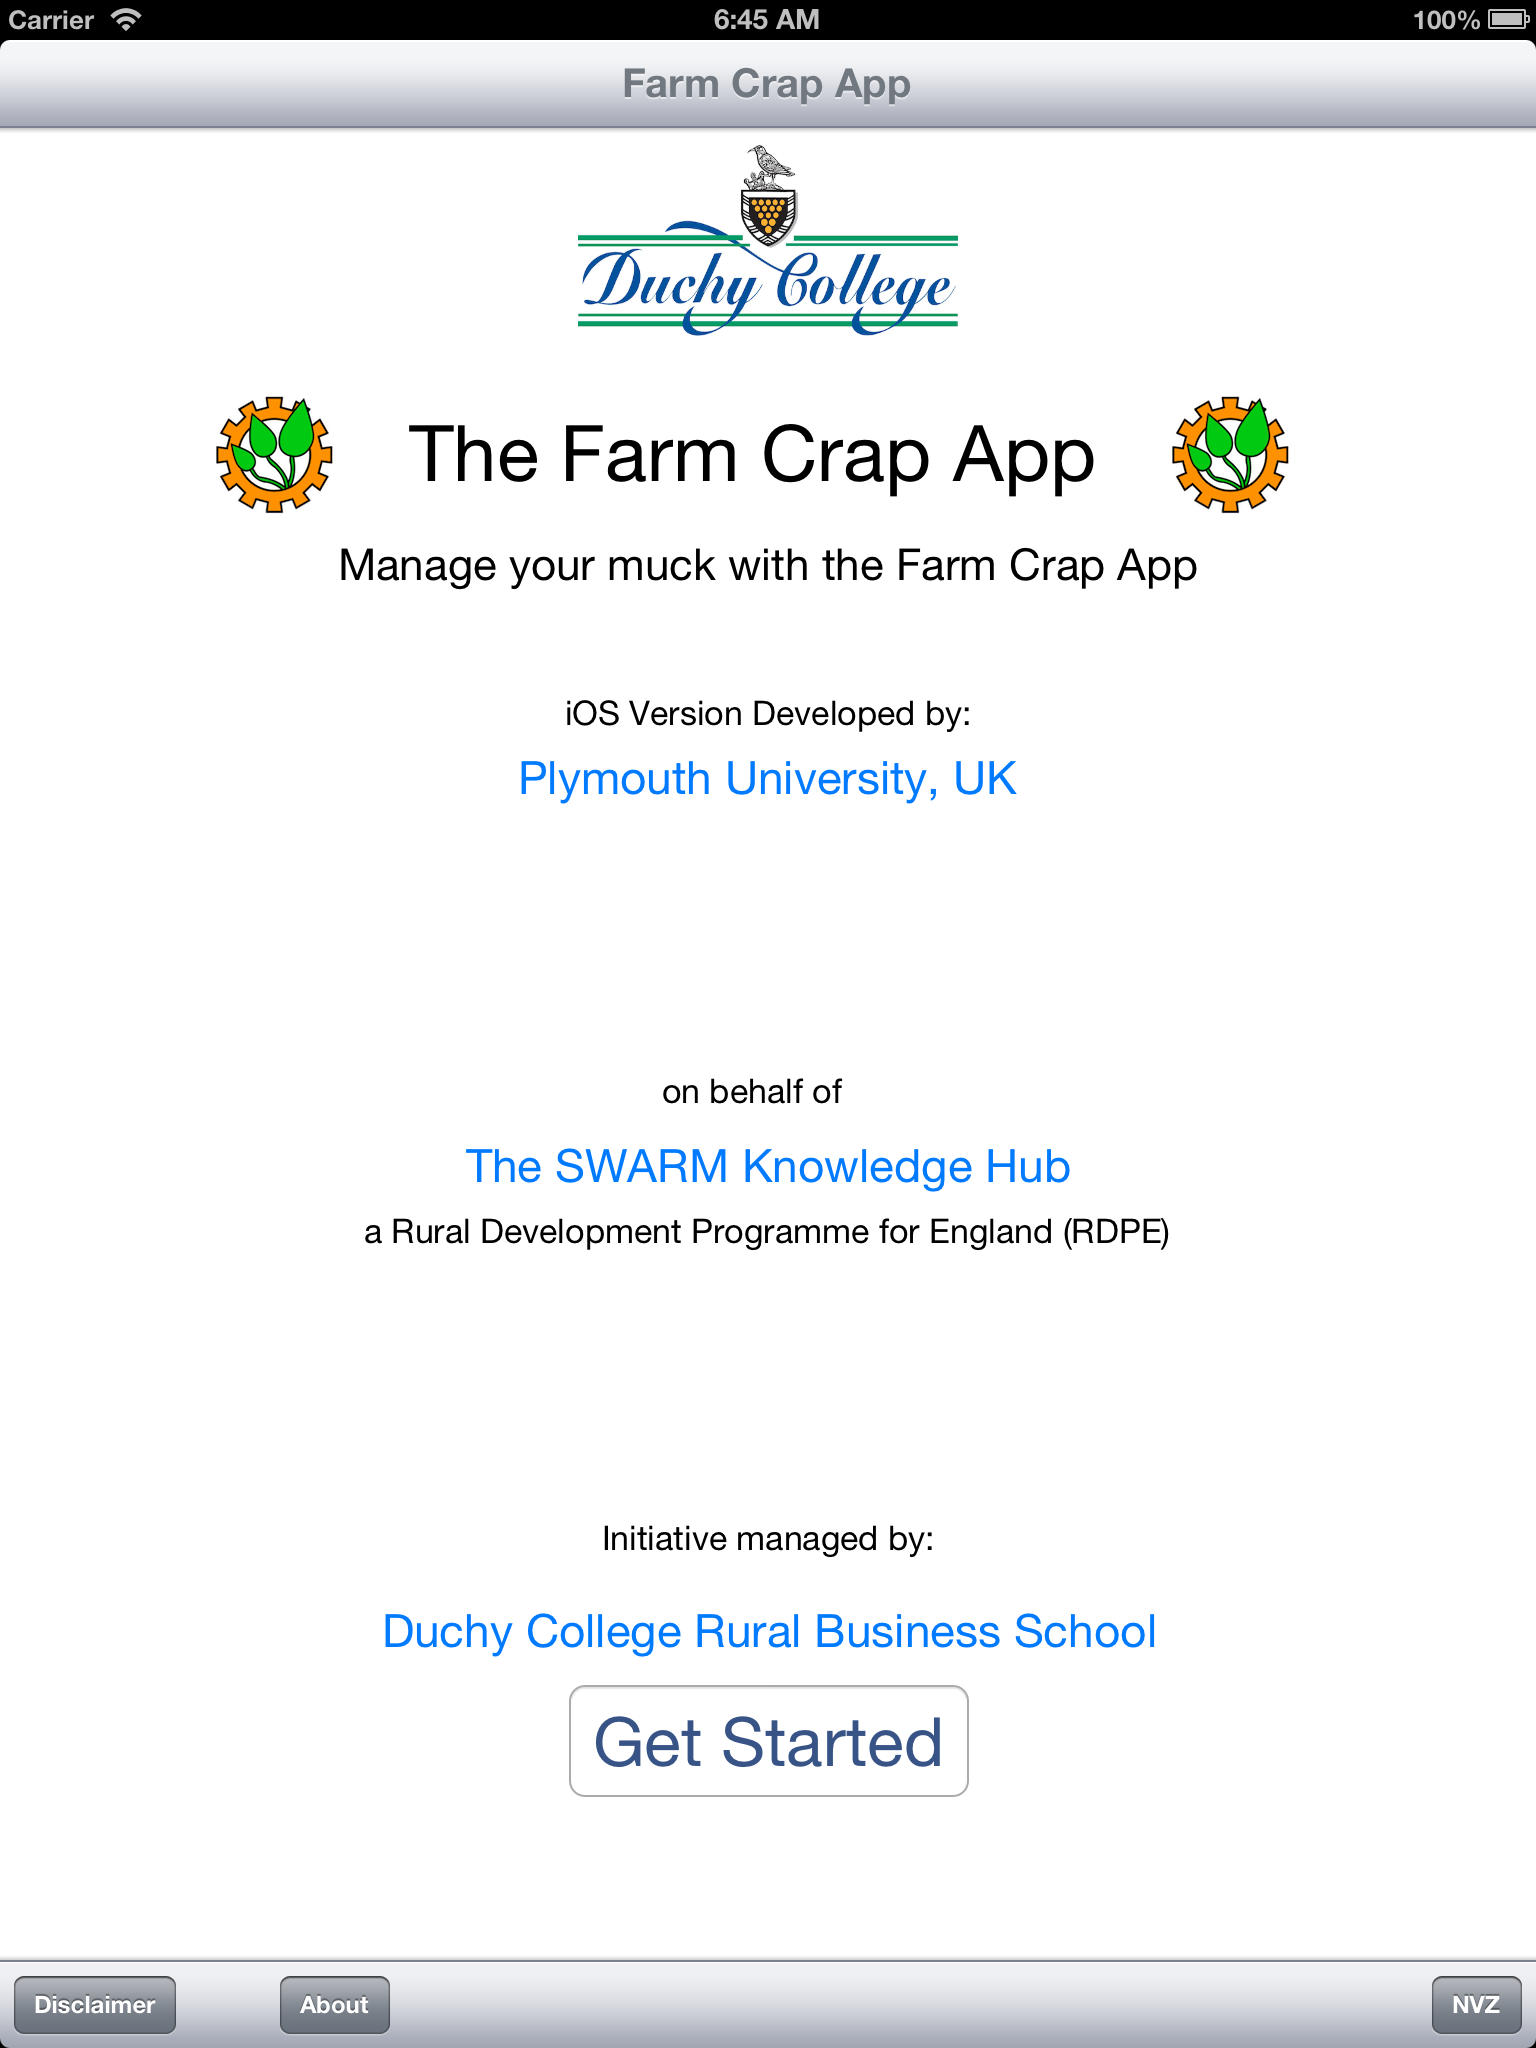 Carrier 6:45 AM 100%
Farm Crap App
Duchy College
The Farm Crap App
Manage your muck with the Farm Crap App
iOS Version Developed by:
Plymouth University, UK
on behalf of
The SWARM Knowledge Hub
a Rural Development Programme for England (RDPE)
Initiative managed by:
Duchy College Rural Business School
Get Started
Disclaimer About NVZ